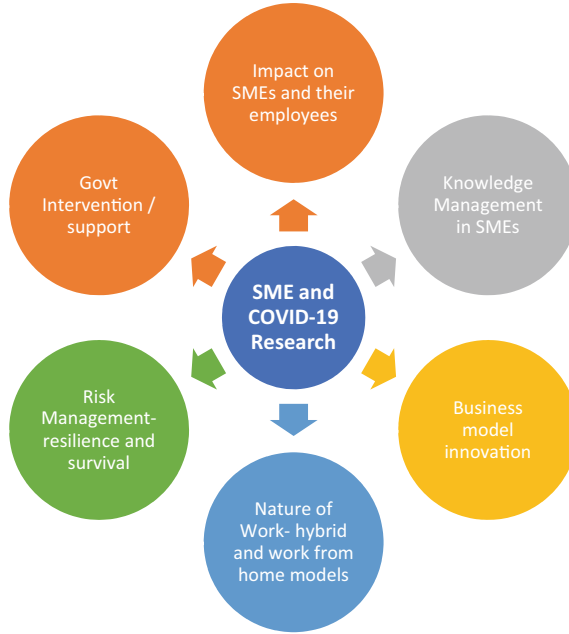 Impact on
SMEs and their
employees
Govt
Intervention /
support
Knowledge
Management
in SMEs
SME and
COVID-19
Research
Risk
Management-
resilience and
survival
Business
model
innovation
Nature of
Work- hybrid
and work from
home models